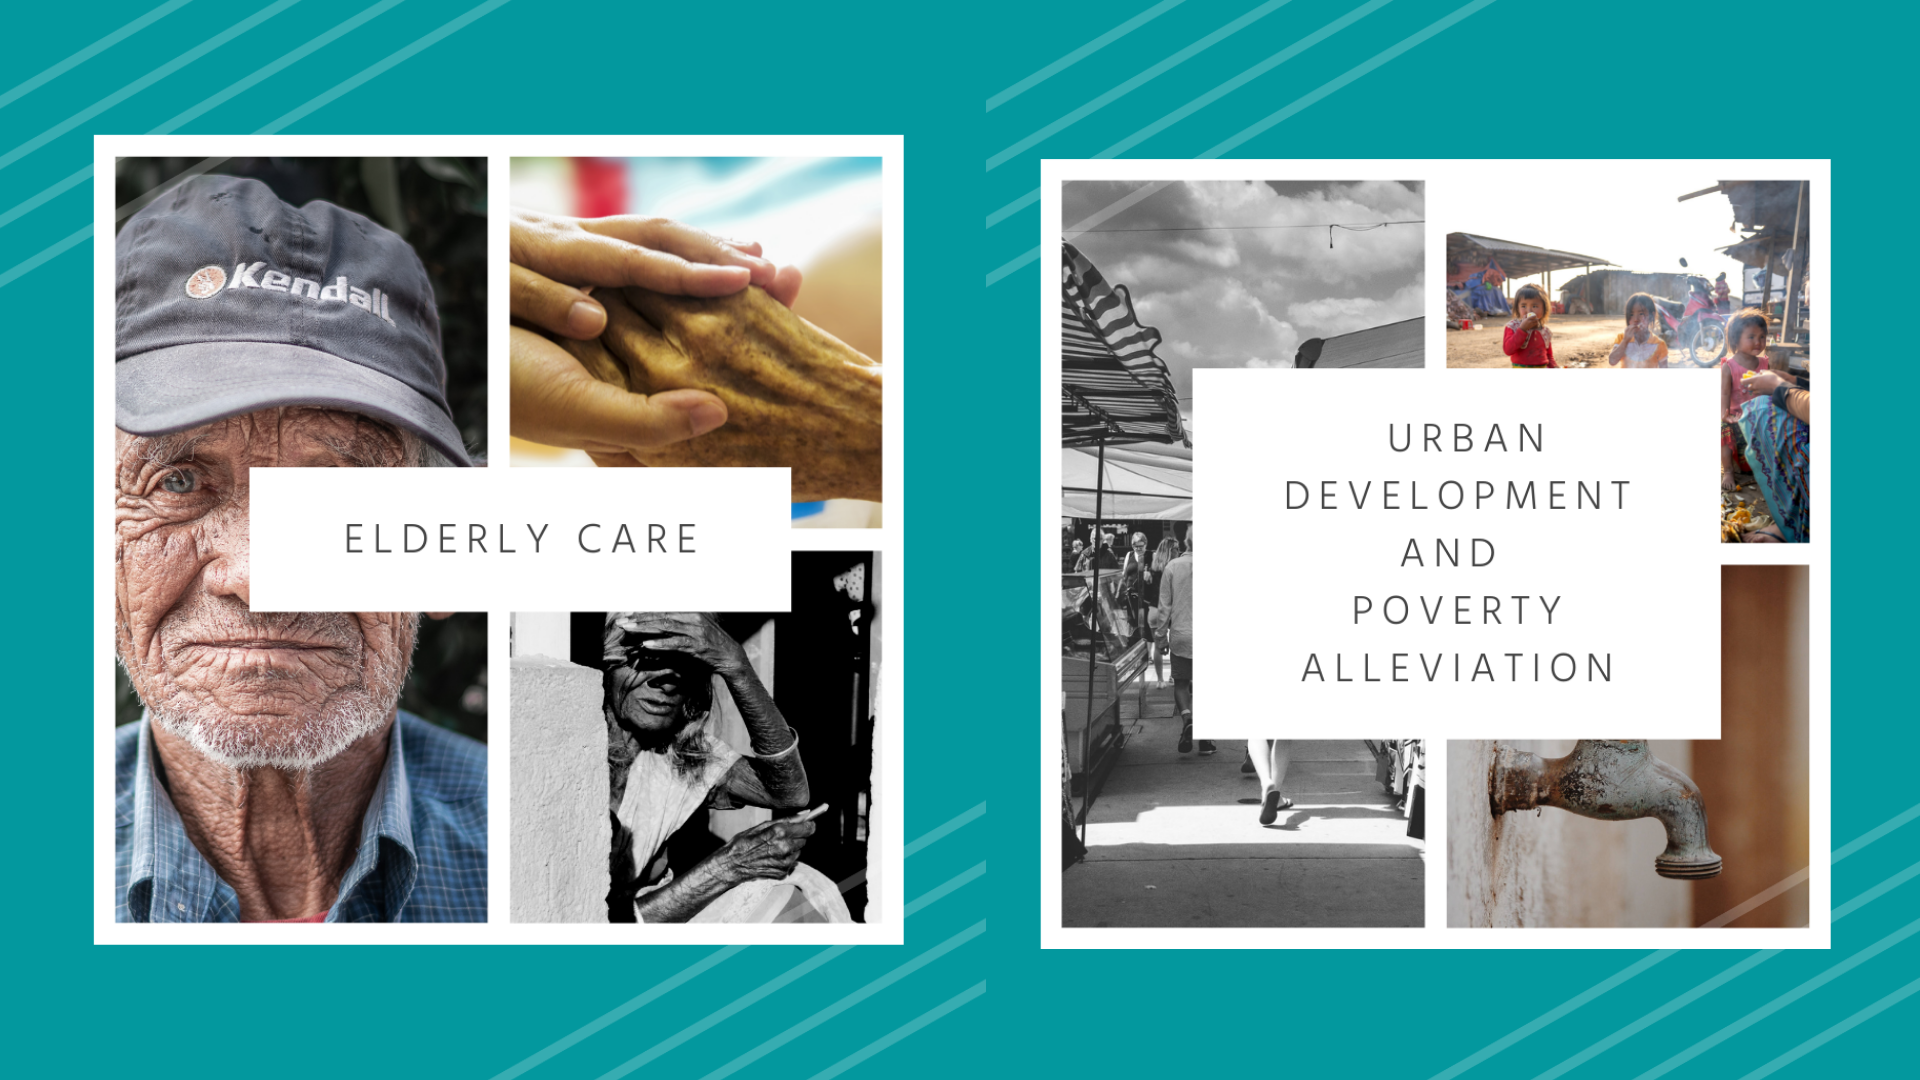 Kendall
ELDERLY CARE
URBAN
DEVELOPMENT
AND
POVERTY
ALLEVIATION